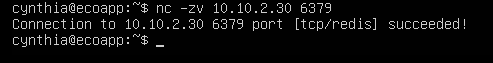 cynthia@ecoapp:~$ nc -zv 10.10.2.30 6379
Connection to 10.10.2.30 6379 port [tcp/redis] succeeded!
cynthia@ecoapp:~$ _